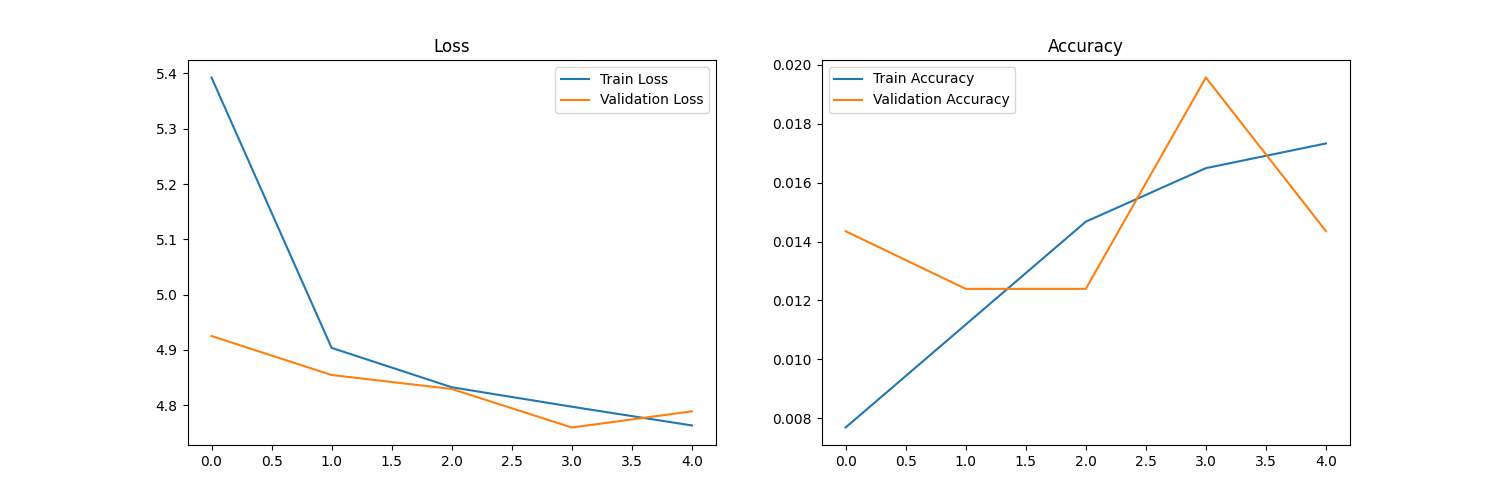 Loss
5.4
5.3
5.2
5.1
5.0
4.9
4.8
Train Loss
Validation Loss
0.0 0.5 1.0 1.5 2.0 2.5 3.0 3.5 4.0
Accuracy
0.020
0.018
0.016
0.014
0.012
0.010
0.008
Train Accuracy
Validation Accuracy
0.0 0.5 1.0 1.5 2.0 2.5 3.0 3.5 4.0